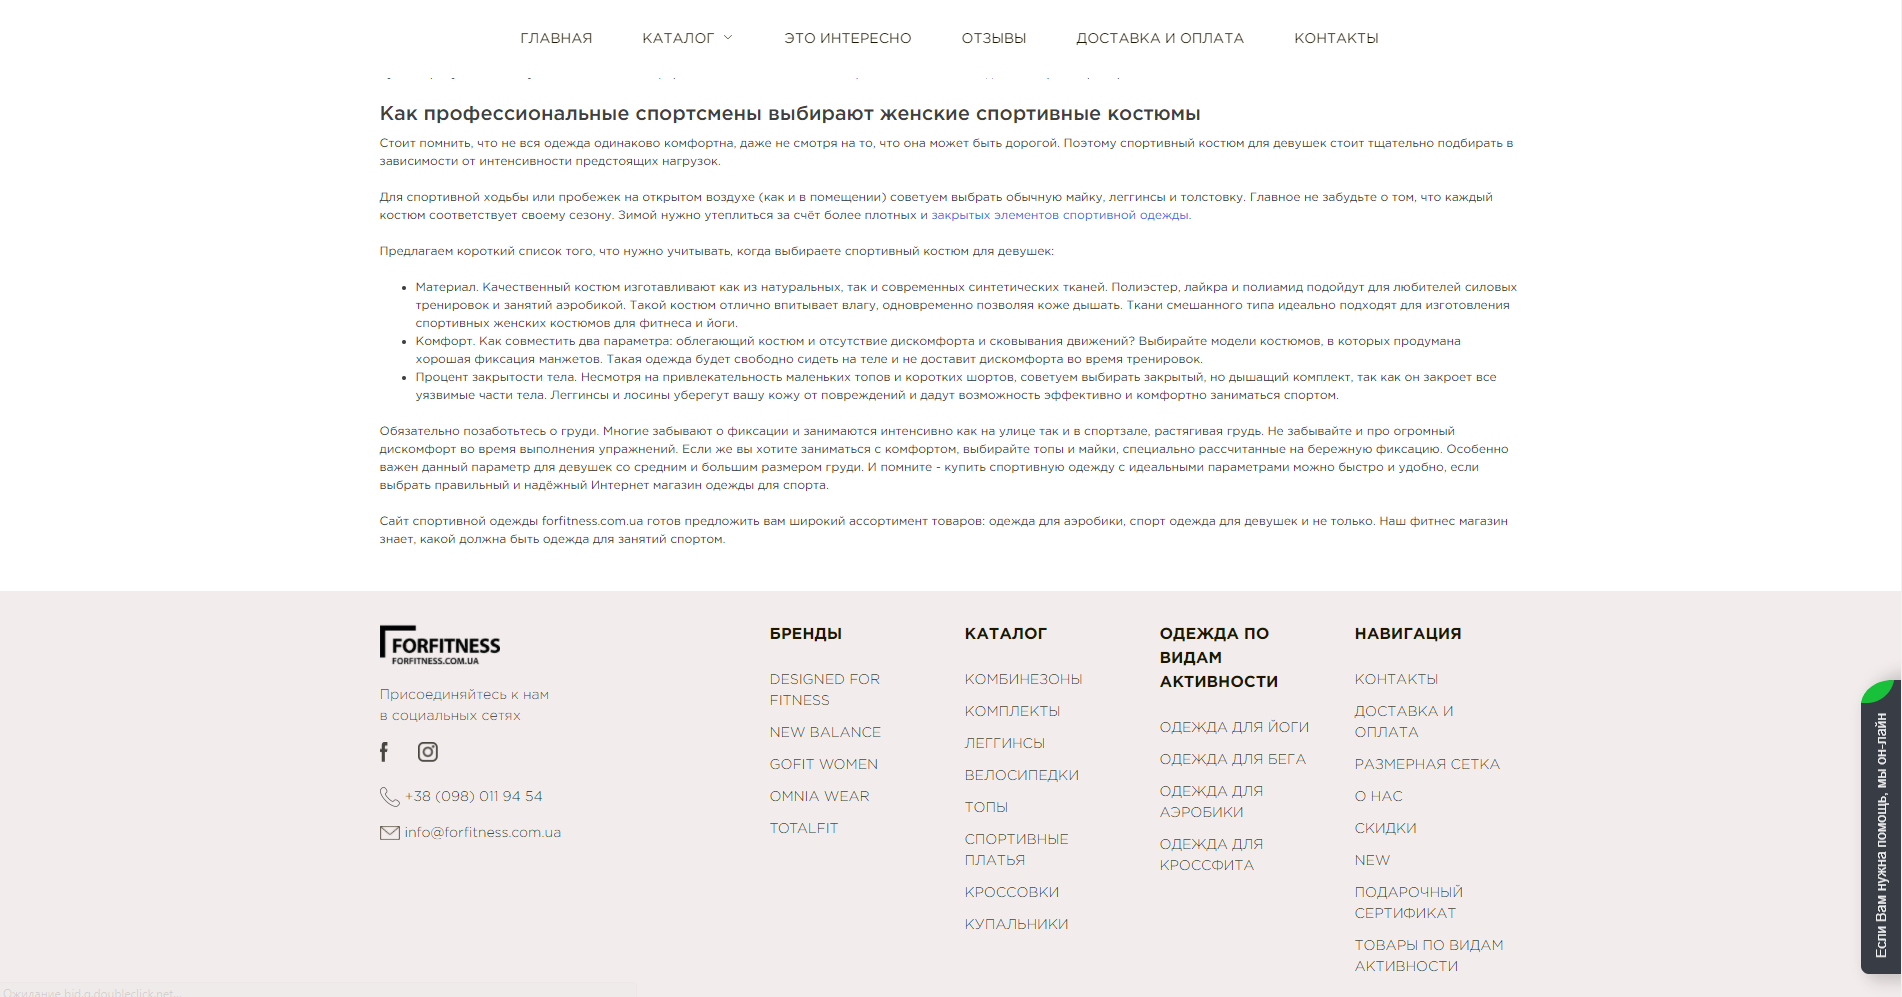 ГЛАВНАЯ КАТАЛОГ ЭТО ИНТЕРЕСНО ОТЗЫВЫ ДОСТАВКА И ОПЛАТА КОНТАКТЫ
Как профессиональные спортсмены выбирают женские спортивные костюмы
Стоит помнить, что не вся одежда одинаково комфортна, даже не смотря на то, что она может быть дорогой. Поэтому спортивный костюм для девушек стоит тщательно подбирать в
зависимости от интенсивности предстоящих нагрузок.
Для спортивной ходьбы или пробежек на открытом воздухе (как и в помещении) советуем выбрать обычную майку, леггинсы и толстовку. Главное не забудьте о том, что каждый
костюм соответствует своему сезону. Зимой нужно утеплиться за счёт более плотных и закрытых элементов спортивной одежды.
Предлагаем короткий список того, что нужно учитывать, когда выбираете спортивный костюм для девушек:
• Материал. Качественный костюм изготавливают как из натуральных, так и современных синтетических тканей. Полиэстер, лайкра и полиамид подойдут для любителей силовых
тренировок и занятий аэробикой. Такой костюм отлично впитывает влагу, одновременно позволяя коже дышать. Ткани смешанного типа идеально подходят для изготовления
спортивных женских костюмов для фитнеса и йоги.
• Комфорт. Как совместить два параметра: облегающий костюм и отсутствие дискомфорта и сковывания движений? Выбирайте модели костюмов, в которых продумана
хорошая фиксация манжетов. Такая одежда будет свободно сидеть на теле и не доставит дискомфорта во время тренировок.
• Процент закрытости тела. Несмотря на привлекательность маленьких топов и коротких шортов, советуем выбирать закрытый, но дышащий комплект, так как он закроет все
уязвимые части тела. Леггинсы и лосины уберегут вашу кожу от повреждений и дадут возможность эффективно и комфортно заниматься спортом.
Обязательно позаботьтесь о груди. Многие забывают о фиксации и занимаются интенсивно как на улице так и в спортзале, растягивая грудь. Не забывайте и про огромный
дискомфорт во время выполнения упражнений. Если же вы хотите заниматься с комфортом, выбирайте топы и майки, специально рассчитанные на бережную фиксацию. Особенно
важен данный параметр для девушек со средним и большим размером груди. И помните - купить спортивную одежду с идеальными параметрами можно быстро и удобно, если
выбрать правильный и надёжный Интернет магазин одежды для спорта.
Сайт спортивной одежды forfitness.com.ua готов предложить вам широкий ассортимент товаров: одежда для аэробики, спорт одежда для девушек и не только. Наш фитнес магазин
знает, какой должна быть одежда для занятий спортом.
FORFITNESS
FORFITNESS.COM.UA
Присоединяйтесь к нам
в социальных сетях
+38 (098) 011 94 54
info@forfitness.com.ua
БРЕНДЫ
DESIGNED FOR
FITNESS
NEW BALANCE
GOFIT WOMEN
OMNIA WEAR
TOTALFIT
КАТАЛОГ
КОМБИНЕЗОНЫ
КОМПЛЕКТЫ
ЛЕГГИНСЫ
ВЕЛОСИПЕДКИ
ТОПЫ
СПОРТИВНЫЕ
ПЛАТЬЯ
КРОССОВКИ
КУПАЛЬНИКИ
ОДЕЖДА ПО
ВИДАМ
АКТИВНОСТИ
ОДЕЖДА ДЛЯ ЙОГИ
ОДЕЖДА ДЛЯ БЕГА
ОДЕЖДА ДЛЯ
АЭРОБИКИ
ОДЕЖДА ДЛЯ
КРОССФИТА
НАВИГАЦИЯ
КОНТАКТЫ
ДОСТАВКА И
ОПЛАТА
РАЗМЕРНАЯ СЕТКА
О НАС
СКИДКИ
NEW
ПОДАРОЧНЫЙ
СЕРТИФИКАТ
ТОВАРЫ ПО ВИДАМ
АКТИВНОСТИ
Если Вам нужна помощь, мы он-лайн
Ожидание bid.g.doubleclick.net...